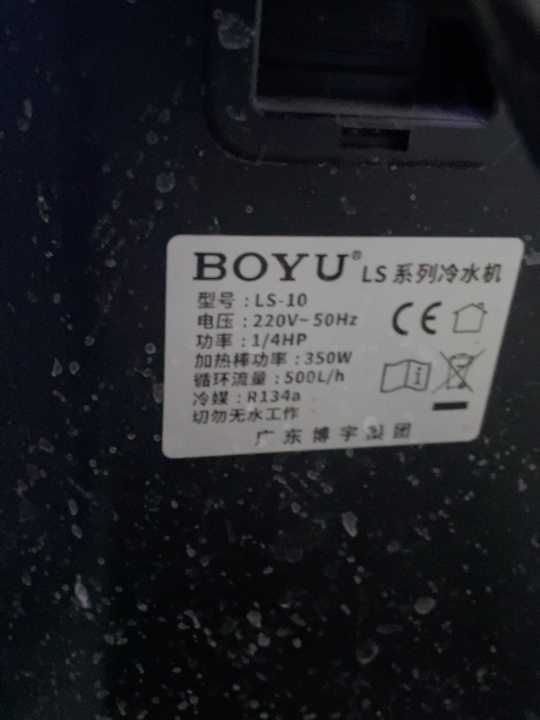 BOYU® LS 系列冷水机
型号:LS-10
电压:220V~50Hz
功率:1/4HP
加热棒功率:350W
循环流量:500L/h
冷媒:R134a
切勿无水工作
CE
i
广东博宇集团